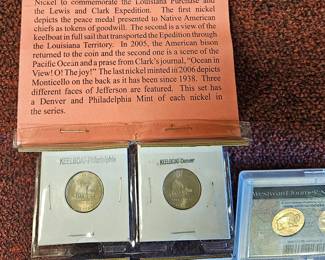 Nickel to commemorate the Louisiana Purchase and
the Lewis and Clark Expedition. The first nickel
depicts the peace medal presented to Native American
chiefs as tokens of goodwill. The second is a view of the
keelboat in full sail that transported the Epedition through
the Louisiana Territory. In 2005, the American bison
returned to the coin and the second one is a scene of the
Pacific Ocean and a prase from Clark's journal, "Ocean in
View! O! The joy!" The last nickel minted in 2006 depicts
Monticello on the back as it has been since 1938. Three
different faces of Jefferson are featured. This set has
a Denver and Philadelphia Mint of each nickel in
the series.
KEELBOAT-Philadelphia
KEELBOAT-Denver
Westward Journey